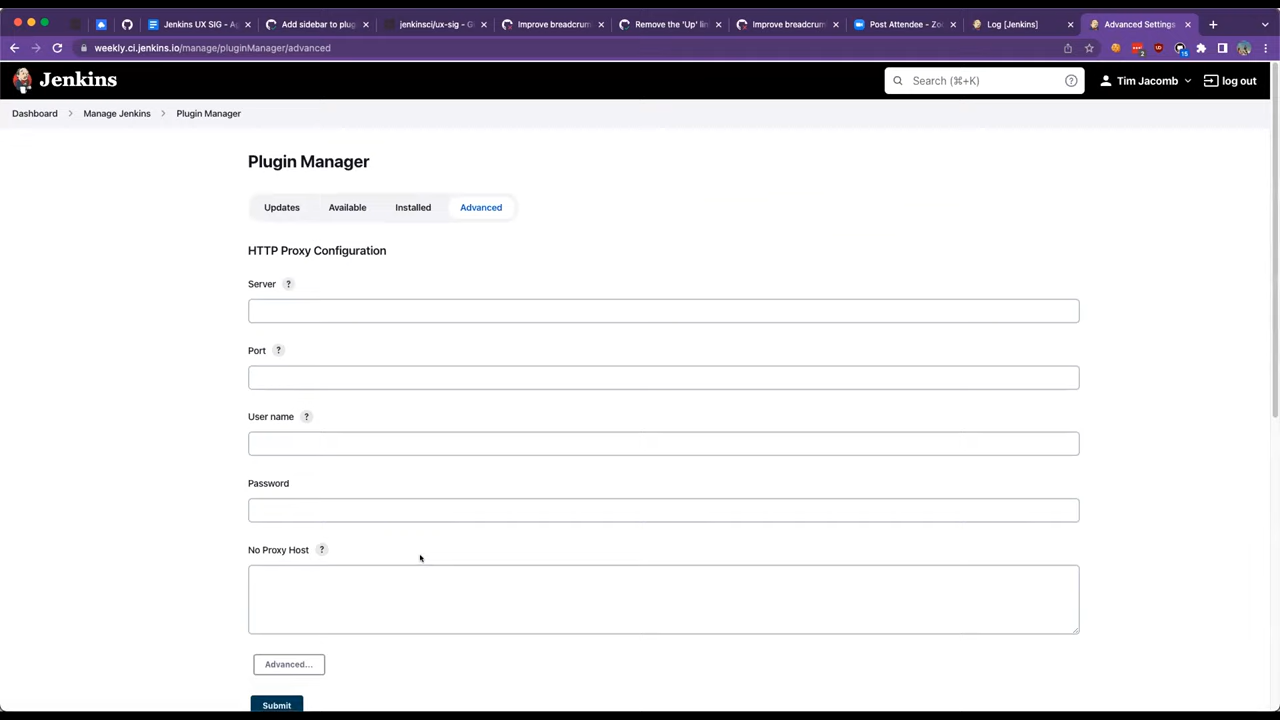 Jenkins UX SIG - Ag
Add sidebar to plug
jenkinsci/ux-sig - G
Improve breadcrum
Remove the 'Up' lin
Improve breadcrum
Post Attendee - Zoo
Log [Jenkins]
Advanced Settings
weekly.ci.jenkins.io/manage/pluginManager/advanced
Jenkins
Search (⌘+K)
?
Tim Jacomb
log out
Dashboard
Manage Jenkins
Plugin Manager
Plugin Manager
Updates
Available
Installed
Advanced
HTTP Proxy Configuration
Server ?
Port ?
User name ?
Password
No Proxy Host ?
Advanced...
Submit